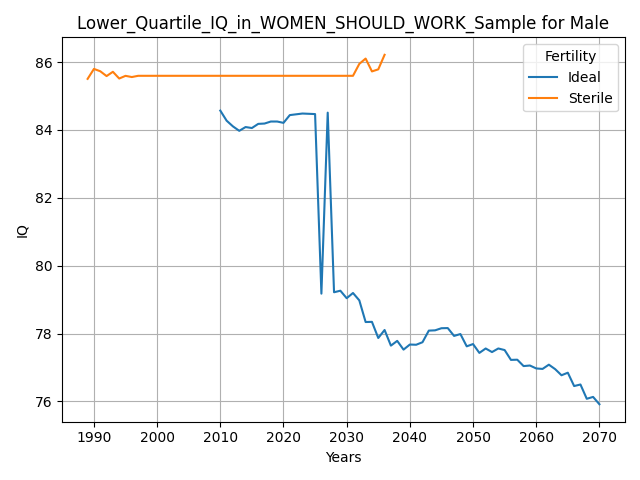 Lower_Quartile_IQ_in_WOMEN_SHOULD_WORK_Sample for Male
Fertility
Ideal
Sterile
86
84
82
80
78
76
IQ
1990 2000 2010 2020 2030 2040 2050 2060 2070
Years